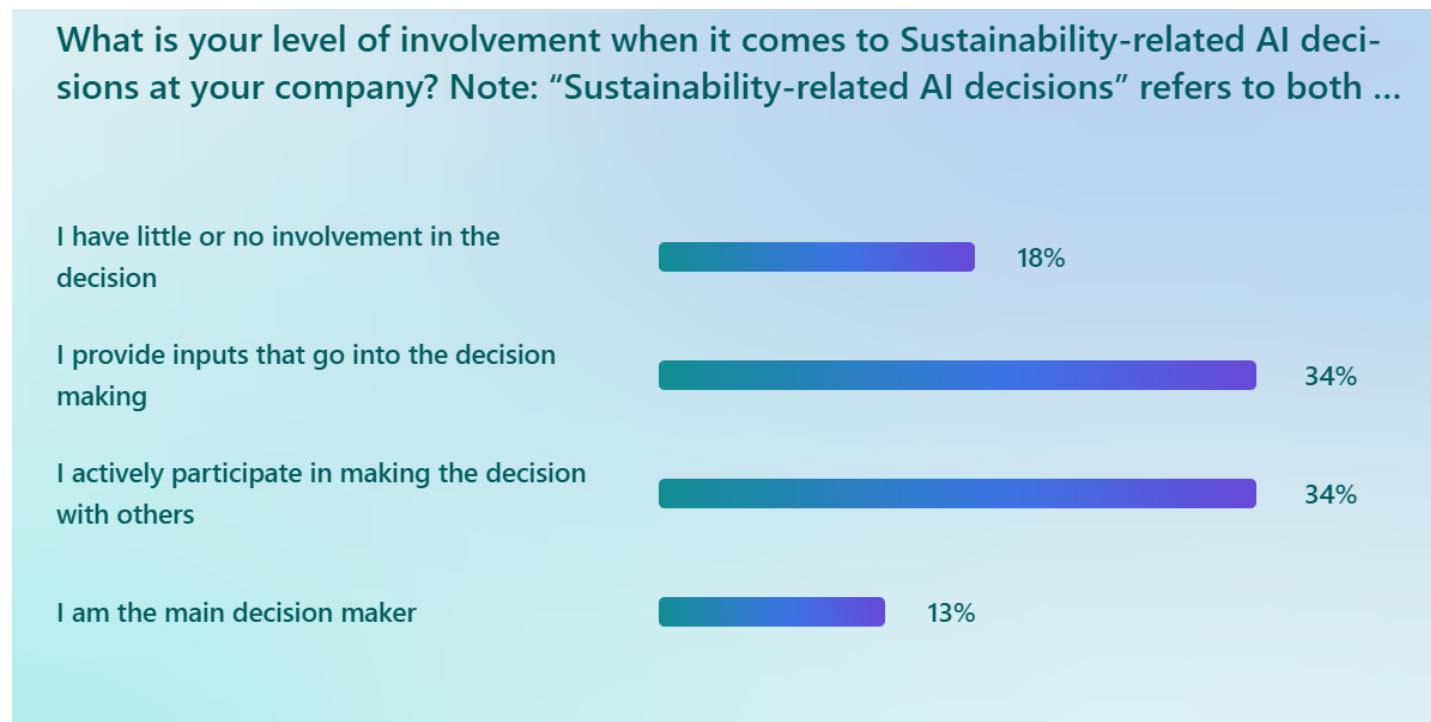 What is your level of involvement when it comes to Sustainability-related AI deci-
sions at your company? Note: “Sustainability-related AI decisions” refers to both ...
I have little or no involvement in the
decision
18%
I provide inputs that go into the decision
making
34%
I actively participate in making the decision
with others
34%
I am the main decision maker
13%